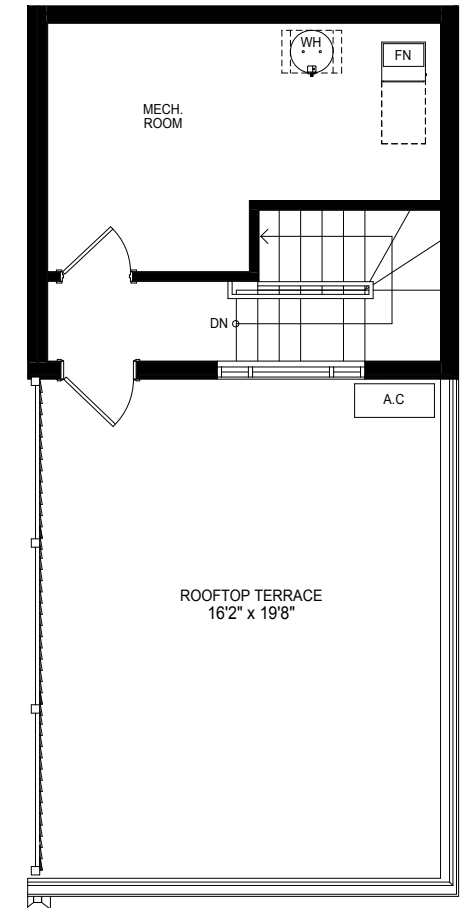 WH
FN
MECH.
ROOM
DN
A.C
ROOFTOP TERRACE
16'2" x 19'8"